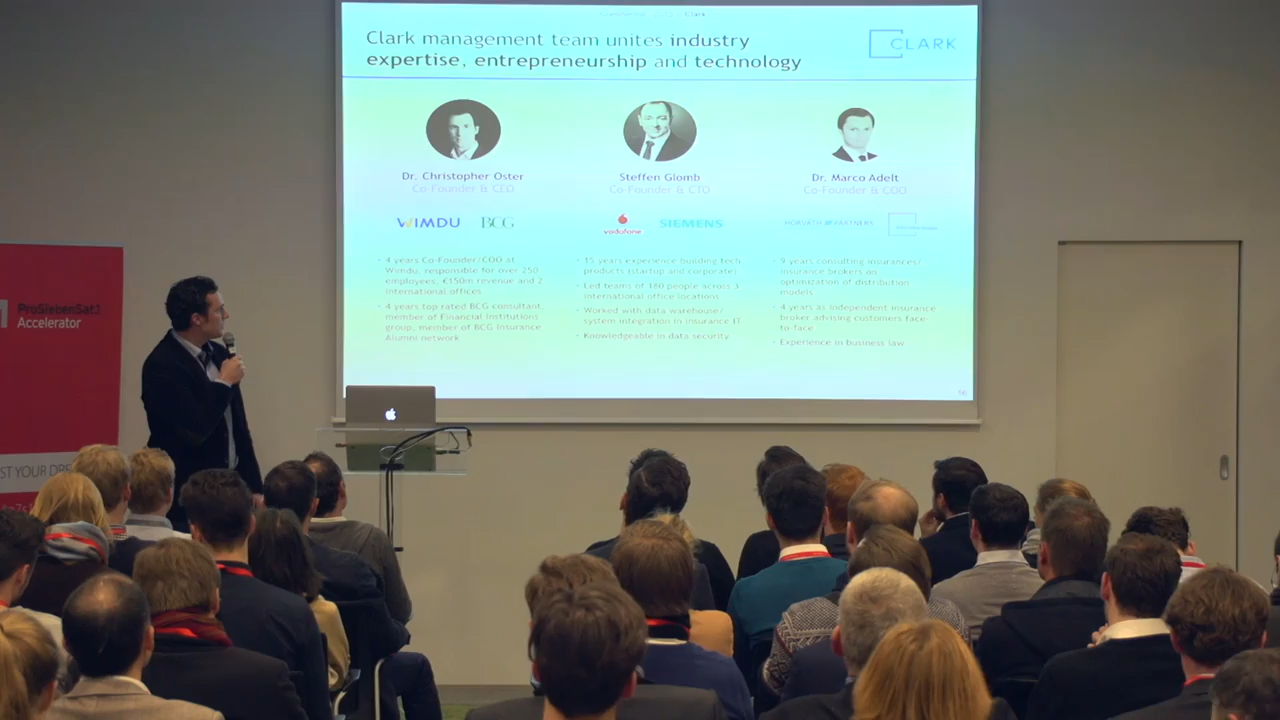 Clark management team unites industry
expertise, entrepreneurship and technology
CLARK
Dr. Christopher Oster
Co-Founder & CEO
WIMDU BCG
• 4 years Co-Founder/COO at
Wimdu, responsible for over 250
employees, €150m revenue and 2
international offices
• 4 years top rated BCG consultant,
member of Financial Institutions
group, member of BCG Insurance
Alumni network
Steffen Glomb
Co-Founder & CTO
vodafone SIEMENS
• 15 years experience building tech
products (startup and corporate)
• Led teams of 180 people across 3
international office locations
• Worked with data warehouse/
system integration in insurance IT
• Knowledgeable in data security
Dr. Marco Adelt
Co-Founder & COO
HORVÁTH & PARTNERS
• 9 years consulting insurances/
insurance brokers on
optimization of distribution
models
• 4 years as independent insurance
broker advising customers face-
to-face
• Experience in business law
16
ProSiebenSat.1
Accelerator
ST YOUR DRE